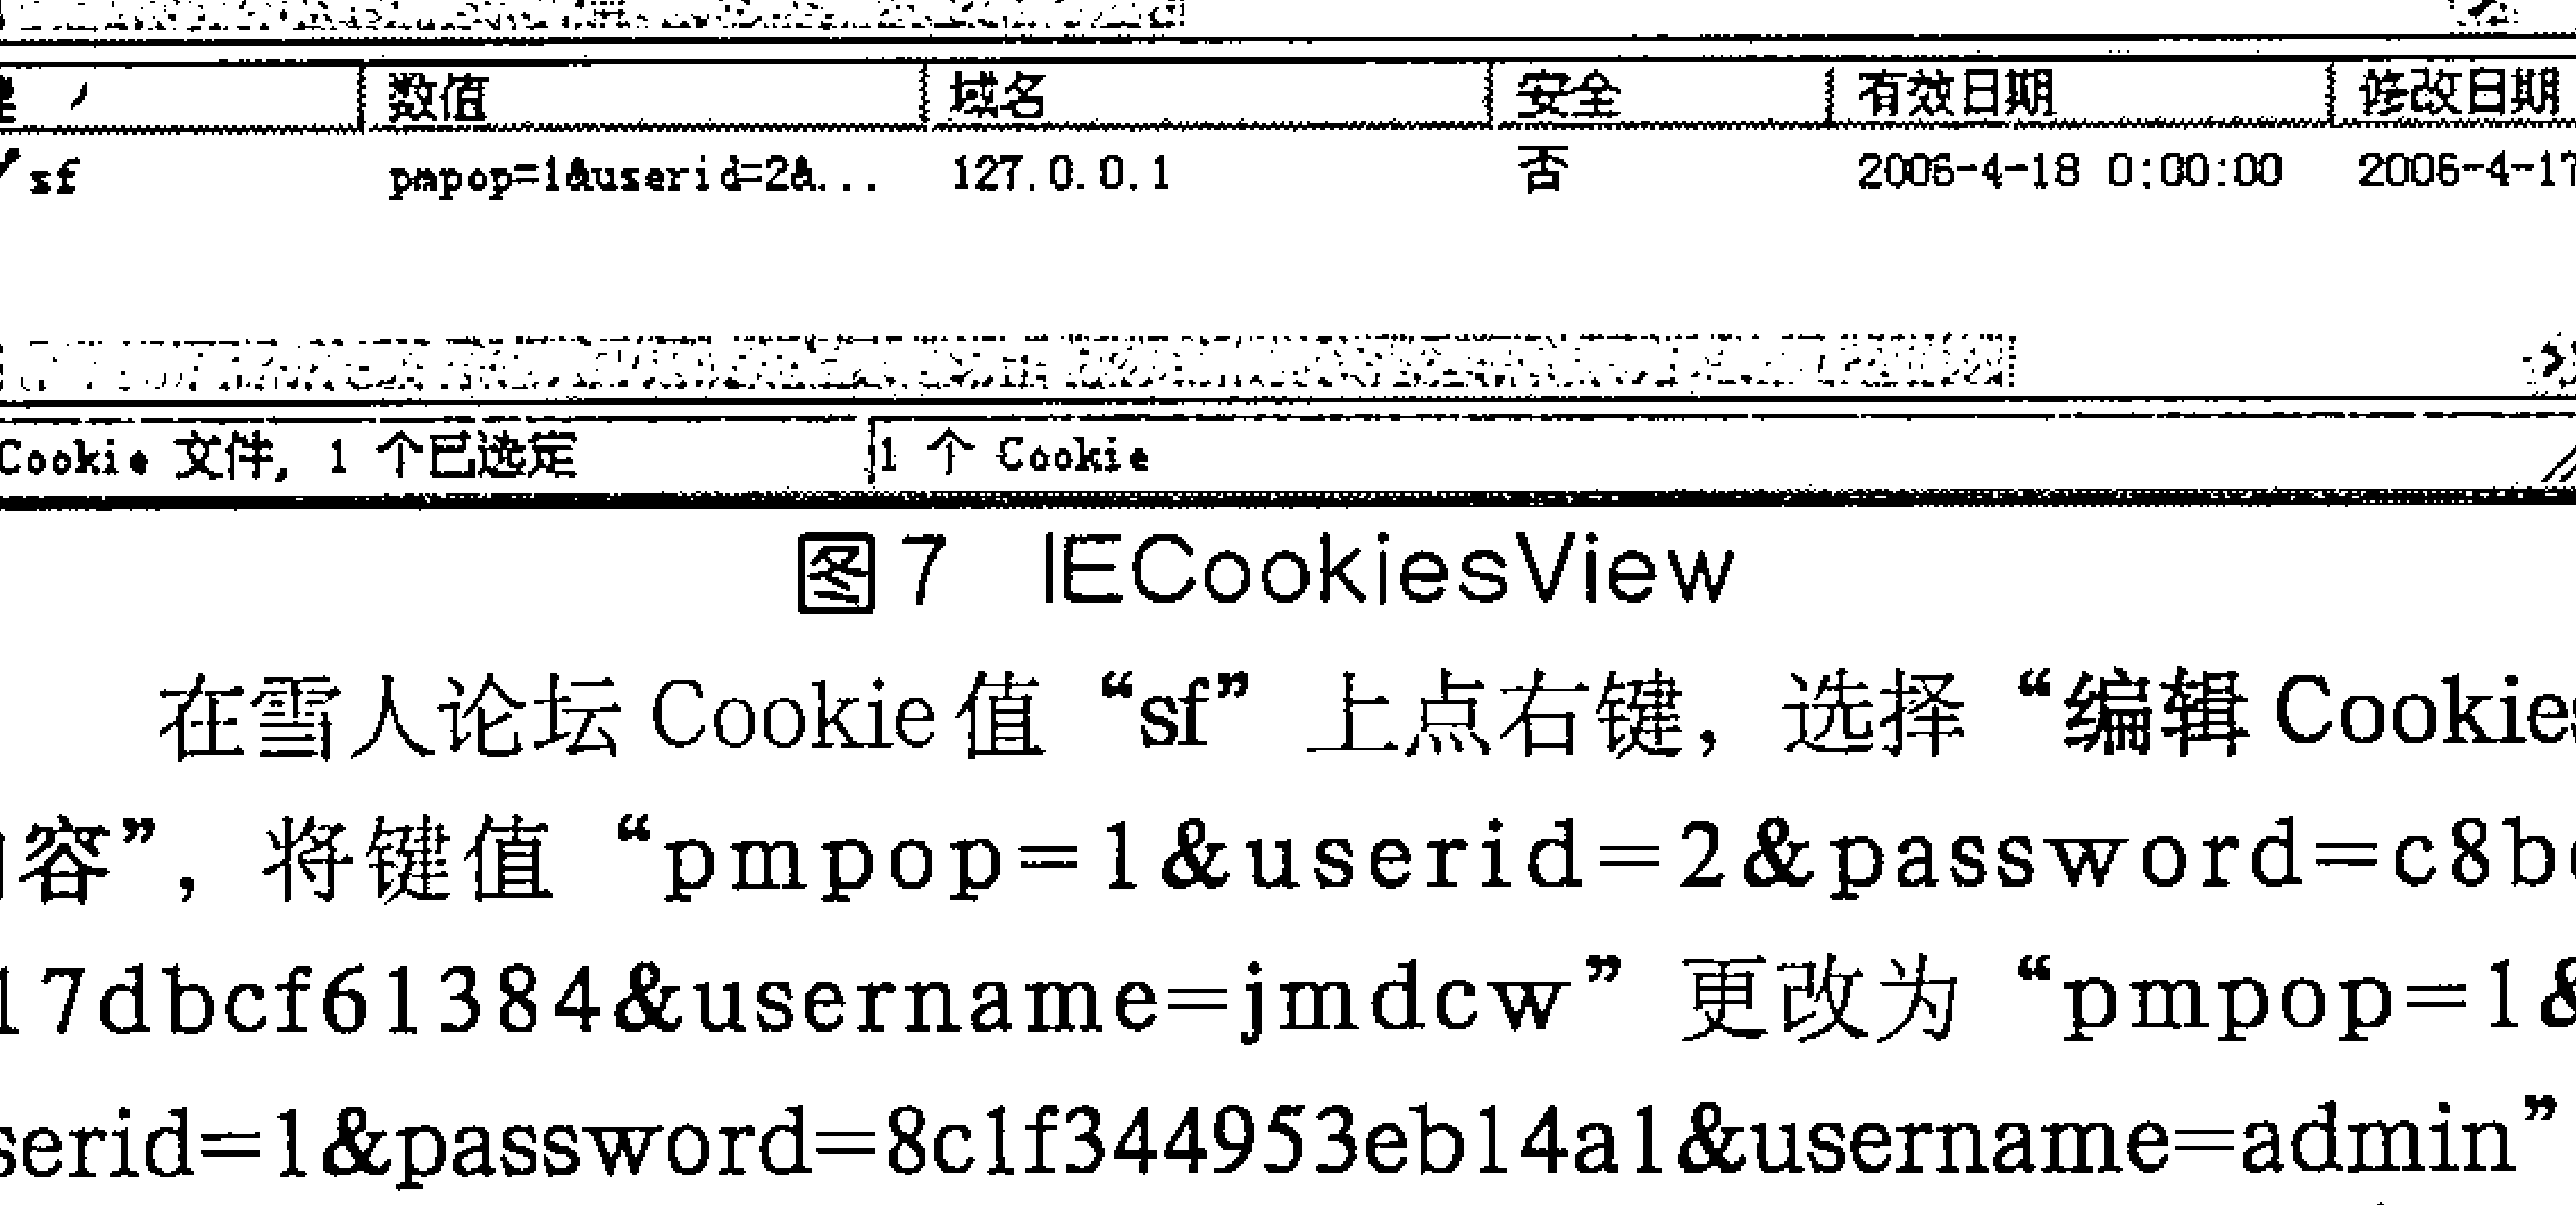 数值 域名 安全 有效日期 修改日期
sf pmpop=1&userid=2&... 127.0.0.1 否 2006-4-18 0:00:00 2006-4-17
Cookie 文件, 1 个已选定 1 个 Cookie
图7 IECookiesView
在雪人论坛 Cookie 值 “sf” 上点右键, 选择 “编辑 Cookies
容”, 将键值 “pmpop=1&userid=2&password=c8b
17dbcf61384&username=jmdcw” 更改为 “pmpop=1&
serid=1&password=8c1f344953eb14a1&username=admin”